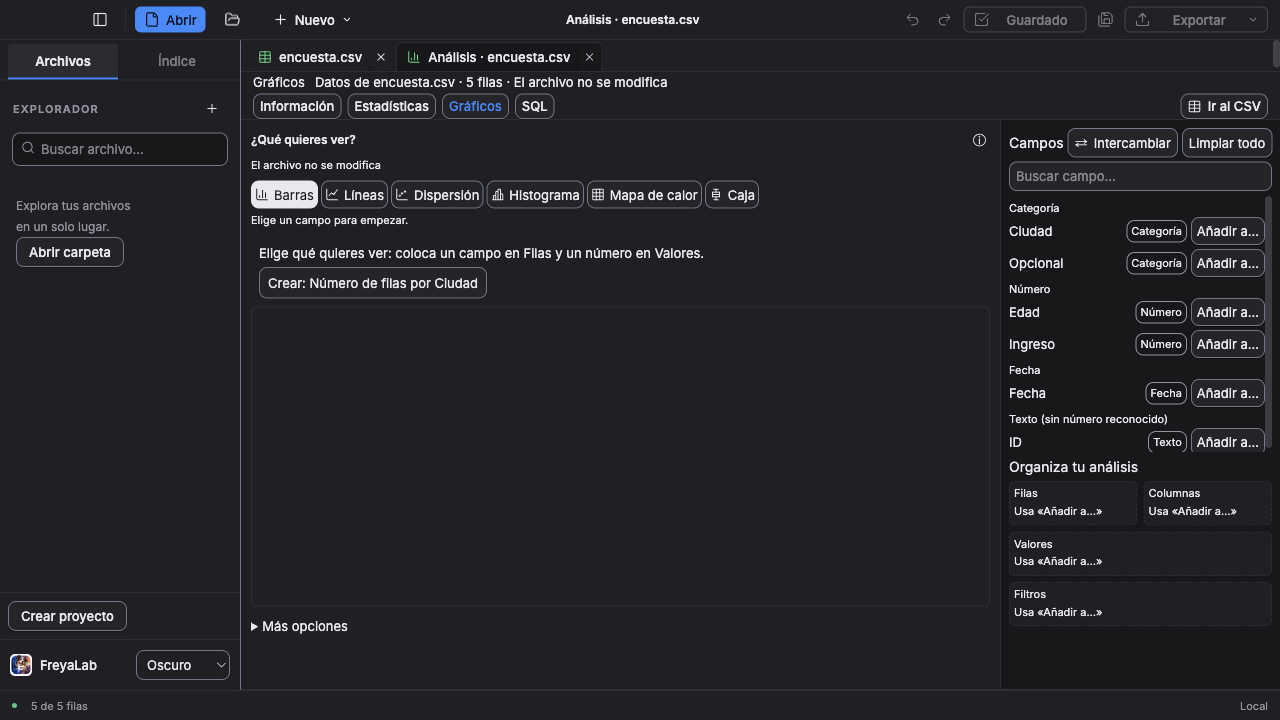 Abrir
Nuevo
Análisis · encuesta.csv
Guardado
Exportar
Archivos
Índice
EXPLORADOR
Buscar archivo...
Explora tus archivos
en un solo lugar.
Abrir carpeta
Crear proyecto
FreyaLab
Oscuro
encuesta.csv
Análisis · encuesta.csv
Gráficos Datos de encuesta.csv · 5 filas · El archivo no se modifica
Información
Estadísticas
Gráficos
SQL
Ir al CSV
¿Qué quieres ver?
El archivo no se modifica
Barras
Líneas
Dispersión
Histograma
Mapa de calor
Caja
Elige un campo para empezar.
Elige qué quieres ver: coloca un campo en Filas y un número en Valores.
Crear: Número de filas por Ciudad
Más opciones
Campos
Intercambiar
Limpiar todo
Buscar campo...
Categoría
Ciudad Categoría Añadir a...
Opcional Categoría Añadir a...
Número
Edad Número Añadir a...
Ingreso Número Añadir a...
Fecha
Fecha Fecha Añadir a...
Texto (sin número reconocido)
ID Texto Añadir a...
Organiza tu análisis
Filas
Usa «Añadir a...»
Columnas
Usa «Añadir a...»
Valores
Usa «Añadir a...»
Filtros
Usa «Añadir a...»
5 de 5 filas
Local